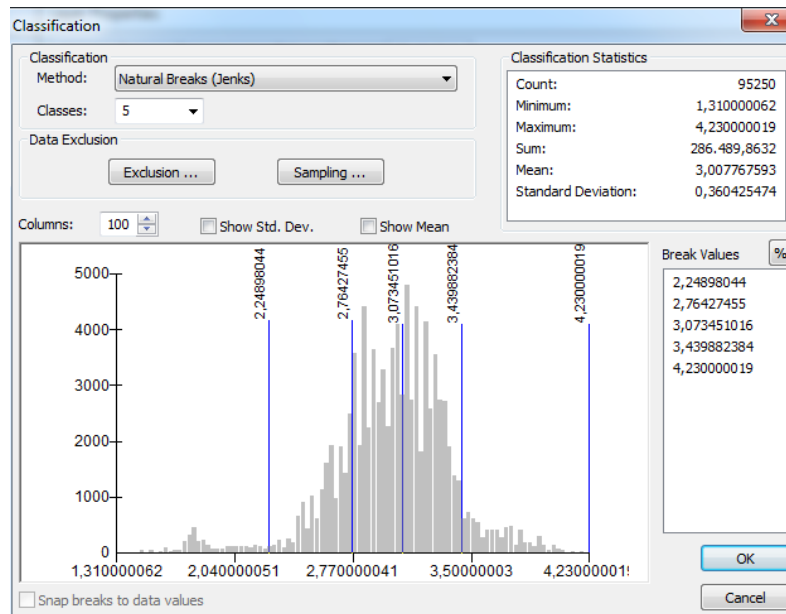 Classification
Classification
Method: Natural Breaks (Jenks)
Classes: 5
Data Exclusion
Exclusion ...
Sampling ...
Classification Statistics
Count: 95250
Minimum: 1,310000062
Maximum: 4,230000019
Sum: 286.489,8632
Mean: 3,007767593
Standard Deviation: 0,360425474
Columns: 100
Show Std. Dev.
Show Mean
Break Values
%
2,24898044
2,76427455
3,073451016
3,439882384
4,230000019
2,24898044
2,76427455
3,073451016
3,439882384
4,230000019
5000
4000
3000
2000
1000
0
1,310000062
2,040000051
2,770000041
3,50000003
4,230000019
Snap breaks to data values
OK
Cancel